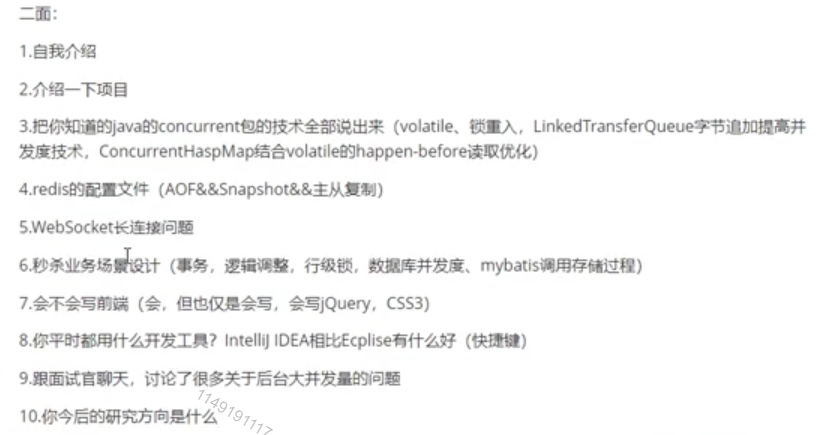 二面：
1.自我介绍
2.介绍一下项目
3.把你知道的java的concurrent包的技术全部说出来（volatile、锁重入，LinkedTransferQueue字节追加提高并
发度技术，ConcurrentHaspMap结合volatile的happen-before读取优化）
4.redis的配置文件（AOF&&Snapshot&&主从复制）
5.WebSocket长连接问题
6.秒杀业务场景设计（事务，逻辑调整，行级锁，数据库并发度、mybatis调用存储过程）
7.会不会写前端（会，但也仅是会写，会写jQuery，CSS3）
8.你平时都用什么开发工具？IntelliJ IDEA相比Ecplise有什么好（快捷键）
9.跟面试官聊天，讨论了很多关于后台大并发量的问题
10.你今后的研究方向是什么
1149191117